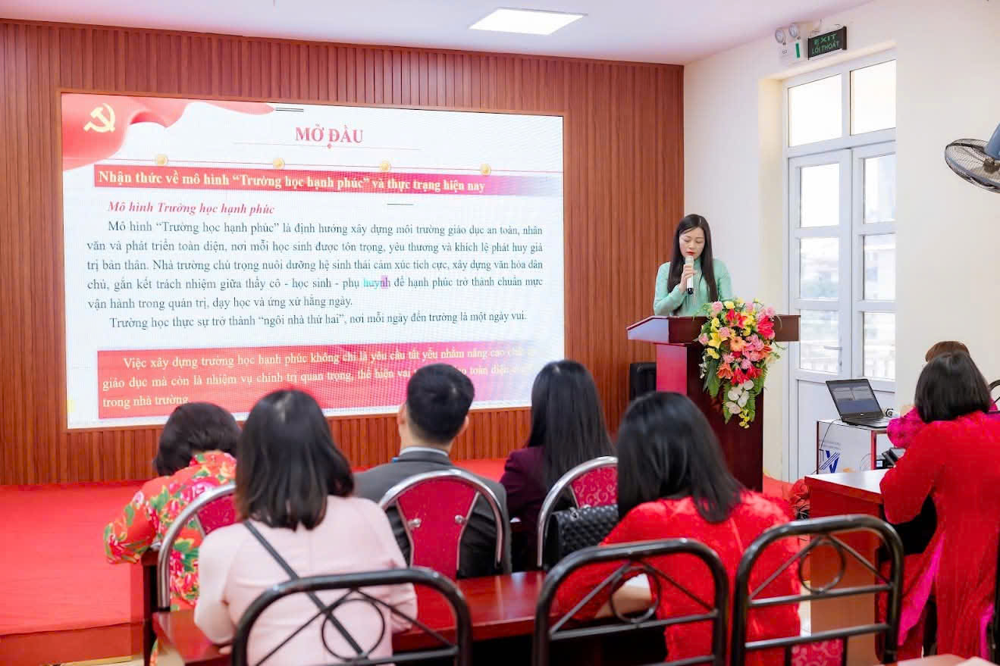 MỞ ĐẦU
Nhận thức về mô hình “Trường học hạnh phúc” và thực trạng hiện nay
Mô hình Trường học hạnh phúc
Mô hình “Trường học hạnh phúc” là định hướng xây dựng môi trường giáo dục an toàn, nhân
văn và phát triển toàn diện, nơi mỗi học sinh được tôn trọng, yêu thương và khích lệ phát huy giá
trị bản thân. Nhà trường chú trọng nuôi dưỡng hệ sinh thái cảm xúc tích cực, xây dựng văn hóa dân
chủ, gắn kết trách nhiệm giữa thầy cô - học sinh - phụ huynh để hạnh phúc trở thành chuẩn mực
vận hành trong quản trị, dạy học và ứng xử hằng ngày.
Trường học thực sự trở thành “ngôi nhà thứ hai”, nơi mỗi ngày đến trường là một ngày vui.
Việc xây dựng trường học hạnh phúc không chỉ là yêu cầu tất yếu nhằm nâng cao
giáo dục mà còn là nhiệm vụ chính trị quan trọng, thể hiện vai toàn diện
trong nhà trường
EXIT
LỐI THOÁT